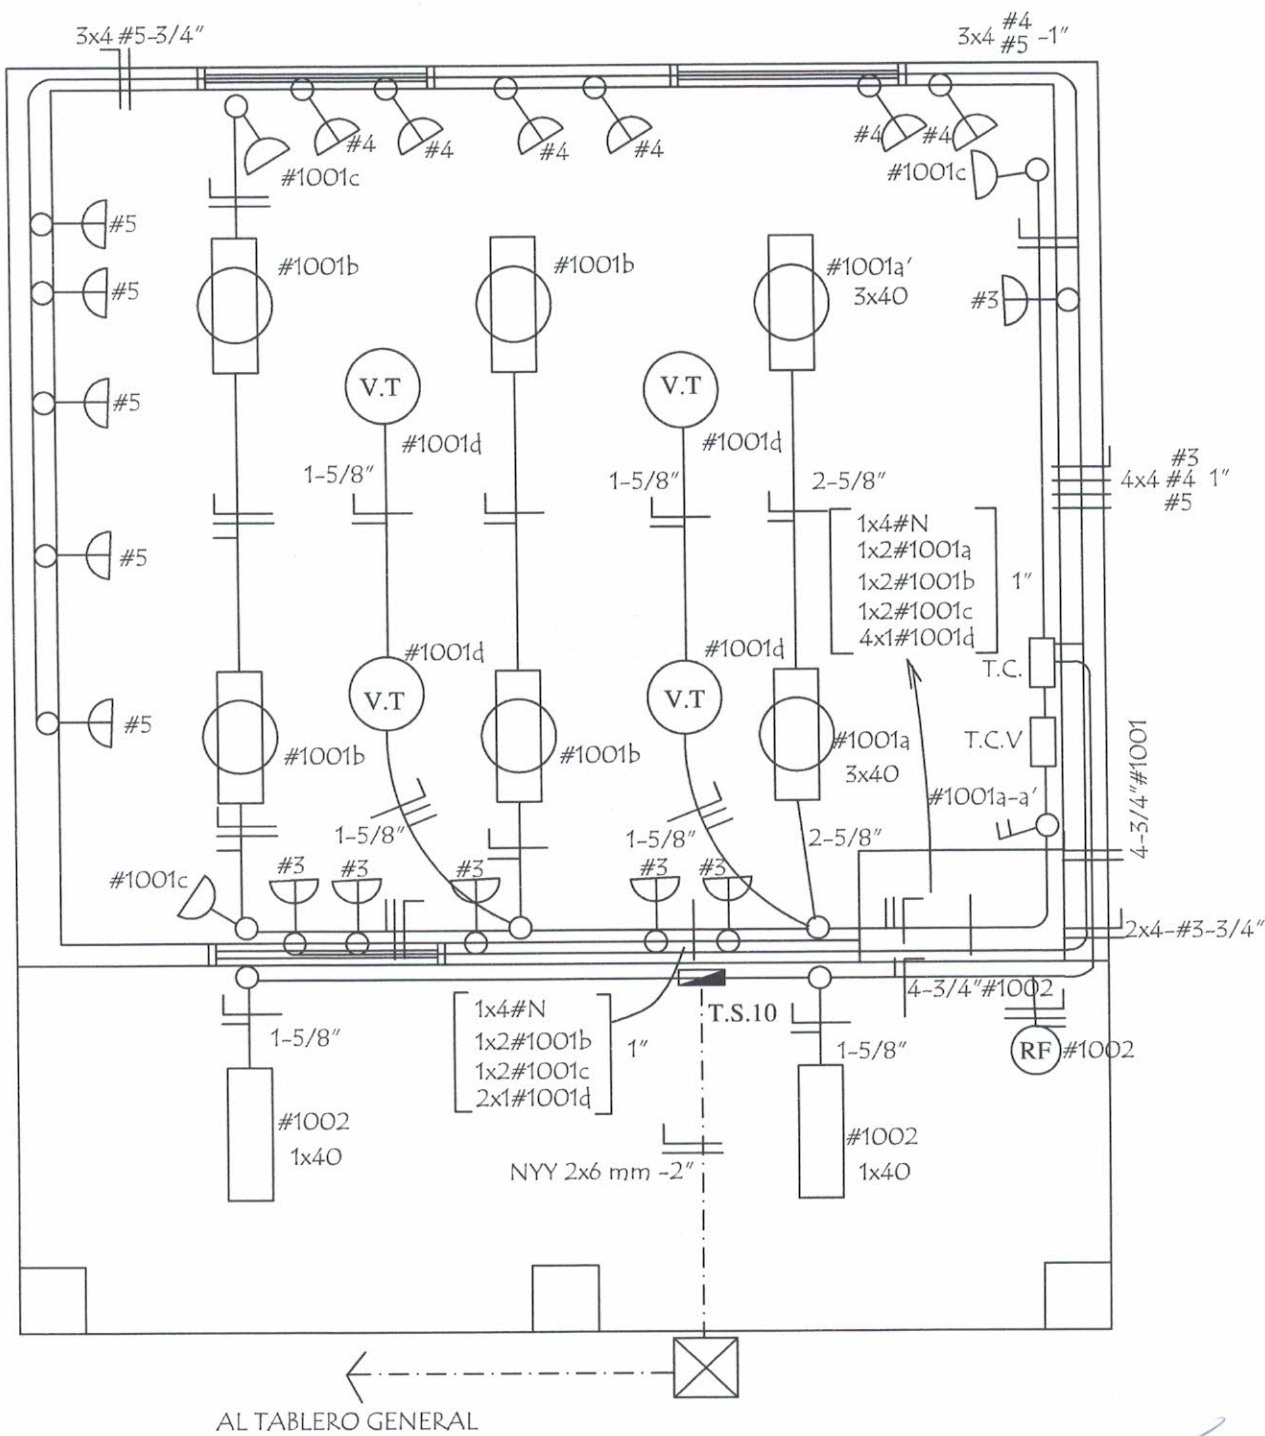 3x4 #5-3/4"
3x4 #4 -1"
#5
#4
#4
#4
#4
#4
#4
#1001c
#1001c
#5
#5
#5
#5
#5
#1001b
#1001b
#1001a'
3x40
#3
V.T
V.T
#1001d
#1001d
1-5/8"
1-5/8"
2-5/8"
#3
4x4 #4 1"
#5
1x4#N
1x2#1001a
1x2#1001b
1x2#1001c
4x1#1001d
1"
#1001d
#1001d
T.C.
V.T
V.T
T.C.V
#1001b
#1001b
#1001a
3x40
#1001a-a'
4-3/4"#1001
1-5/8"
1-5/8"
2-5/8"
#1001c
#3
#3
#3
#3
#3
2x4-#3-3/4"
4-3/4"#1002
1x4#N
1x2#1001b
1x2#1001c
2x1#1001d
1"
T.S.10
1-5/8"
1-5/8"
RF
#1002
#1002
1x40
#1002
1x40
NYY 2x6 mm -2"
AL TABLERO GENERAL